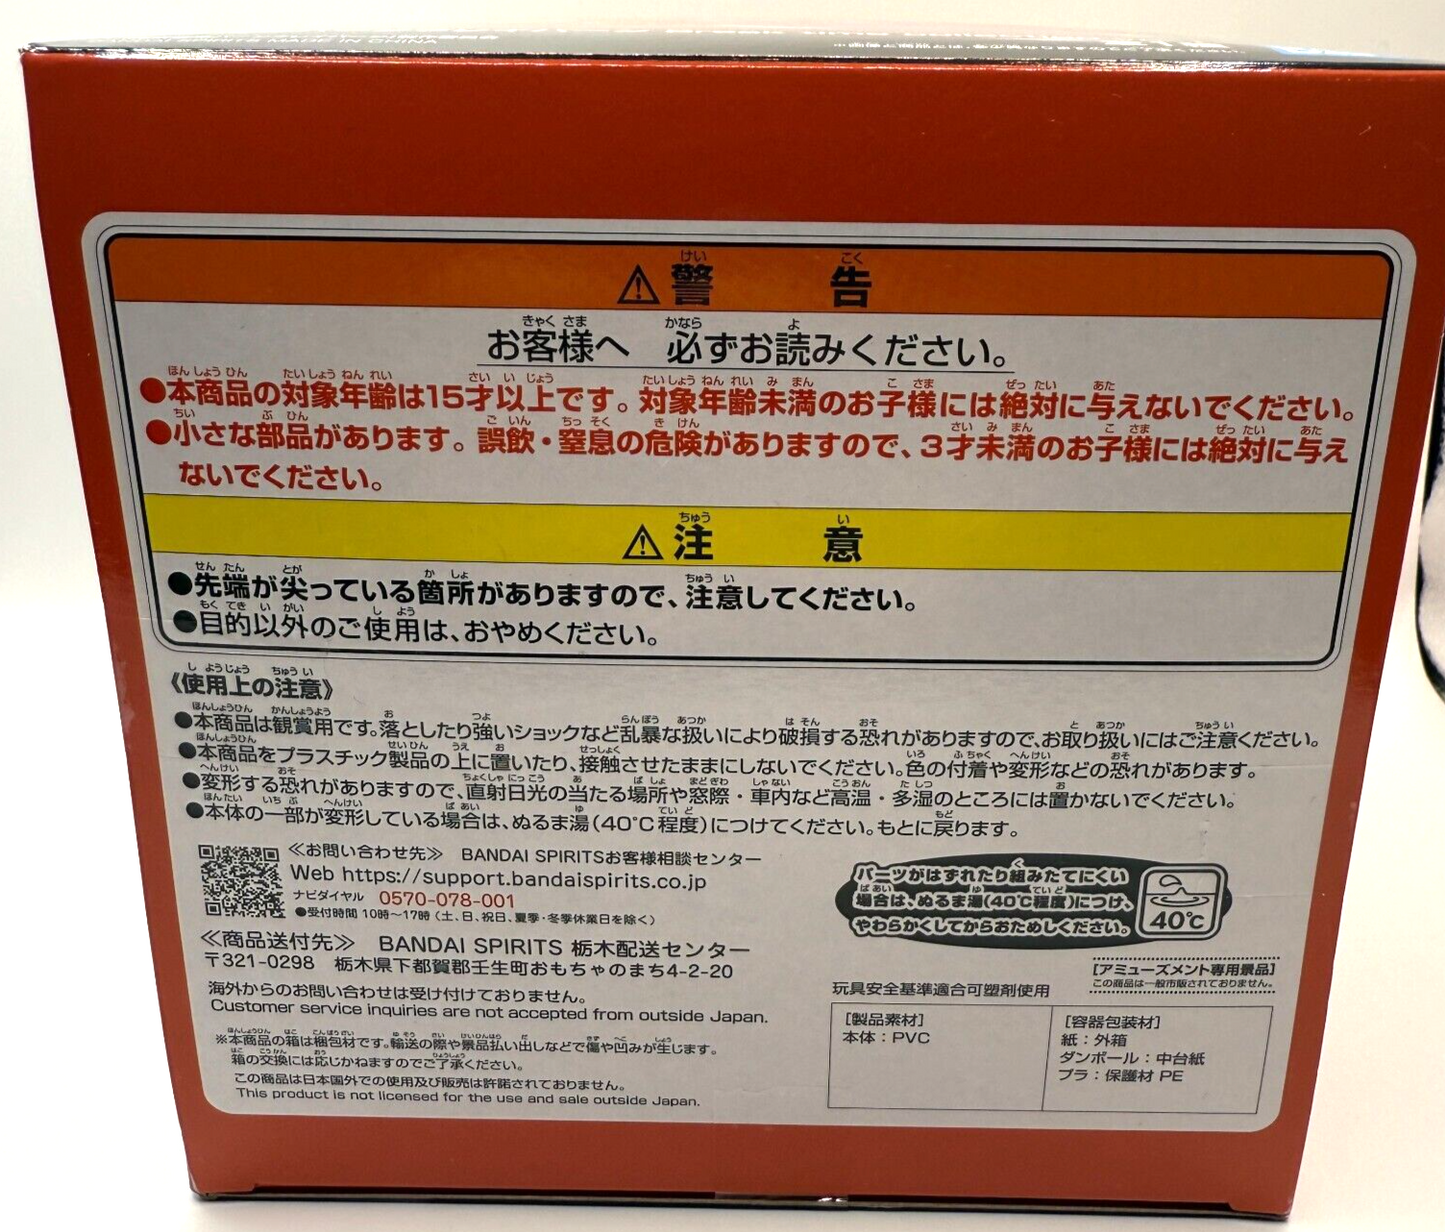 警告
お客様へ 必ずお読みください。
●本商品の対象年齢は15才以上です。対象年齢未満のお子様には絶対に与えないでください。
●小さな部品があります。誤飲・窒息の危険がありますので、3才未満のお子様には絶対に与え
ないでください。
注意
●先端が尖っている箇所がありますので、注意してください。
●目的以外のご使用は、おやめください。
《使用上の注意》
●本商品は観賞用です。落としたり強いショックなど乱暴な扱いにより破損する恐れがありますので、お取り扱いにはご注意ください。
●本商品をプラスチック製品の上に置いたり、接触させたままにしないでください。色の付着や変形などの恐れがあります。
●変形する恐れがありますので、直射日光の当たる場所や窓際・車内など高温・多湿のところには置かないでください。
●本体の一部が変形している場合は、ぬるま湯(40℃程度)につけてください。もとに戻ります。
≪お問い合わせ先≫ BANDAI SPIRITSお客様相談センター
Web https://support.bandaispirits.co.jp
ナビダイヤル 0570-078-001
●受付時間 10時〜17時(土、日、祝日、夏季・冬季休業日を除く)
≪商品送付先≫ BANDAI SPIRITS 栃木配送センター
〒321-0298 栃木県下都賀郡壬生町おもちゃのまち4-2-20
海外からのお問い合わせは受け付けておりません。
Customer service inquiries are not accepted from outside Japan.
※本商品の箱は梱包材です。輸送の際や景品払い出しなどで傷や凹みが生じます。
箱の交換には応じかねますのでご了承ください。
この商品は日本国外での使用及び販売は許諾されておりません。
This product is not licensed for the use and sale outside Japan.
パーツがはずれたり組みたてにくい
場合は、ぬるま湯(40℃程度)につけ、
やわらかくしてからおためしください。
40℃
[アミューズメント専用景品]
この商品は一般市販されておりません。
玩具安全基準適合可塑剤使用
[製品素材]
本体：PVC
[容器包装材]
紙：外箱
ダンボール：中台紙
プラ：保護材 PE